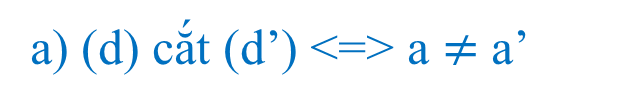 a) (d) cắt (d’) <=> a ≠ a’